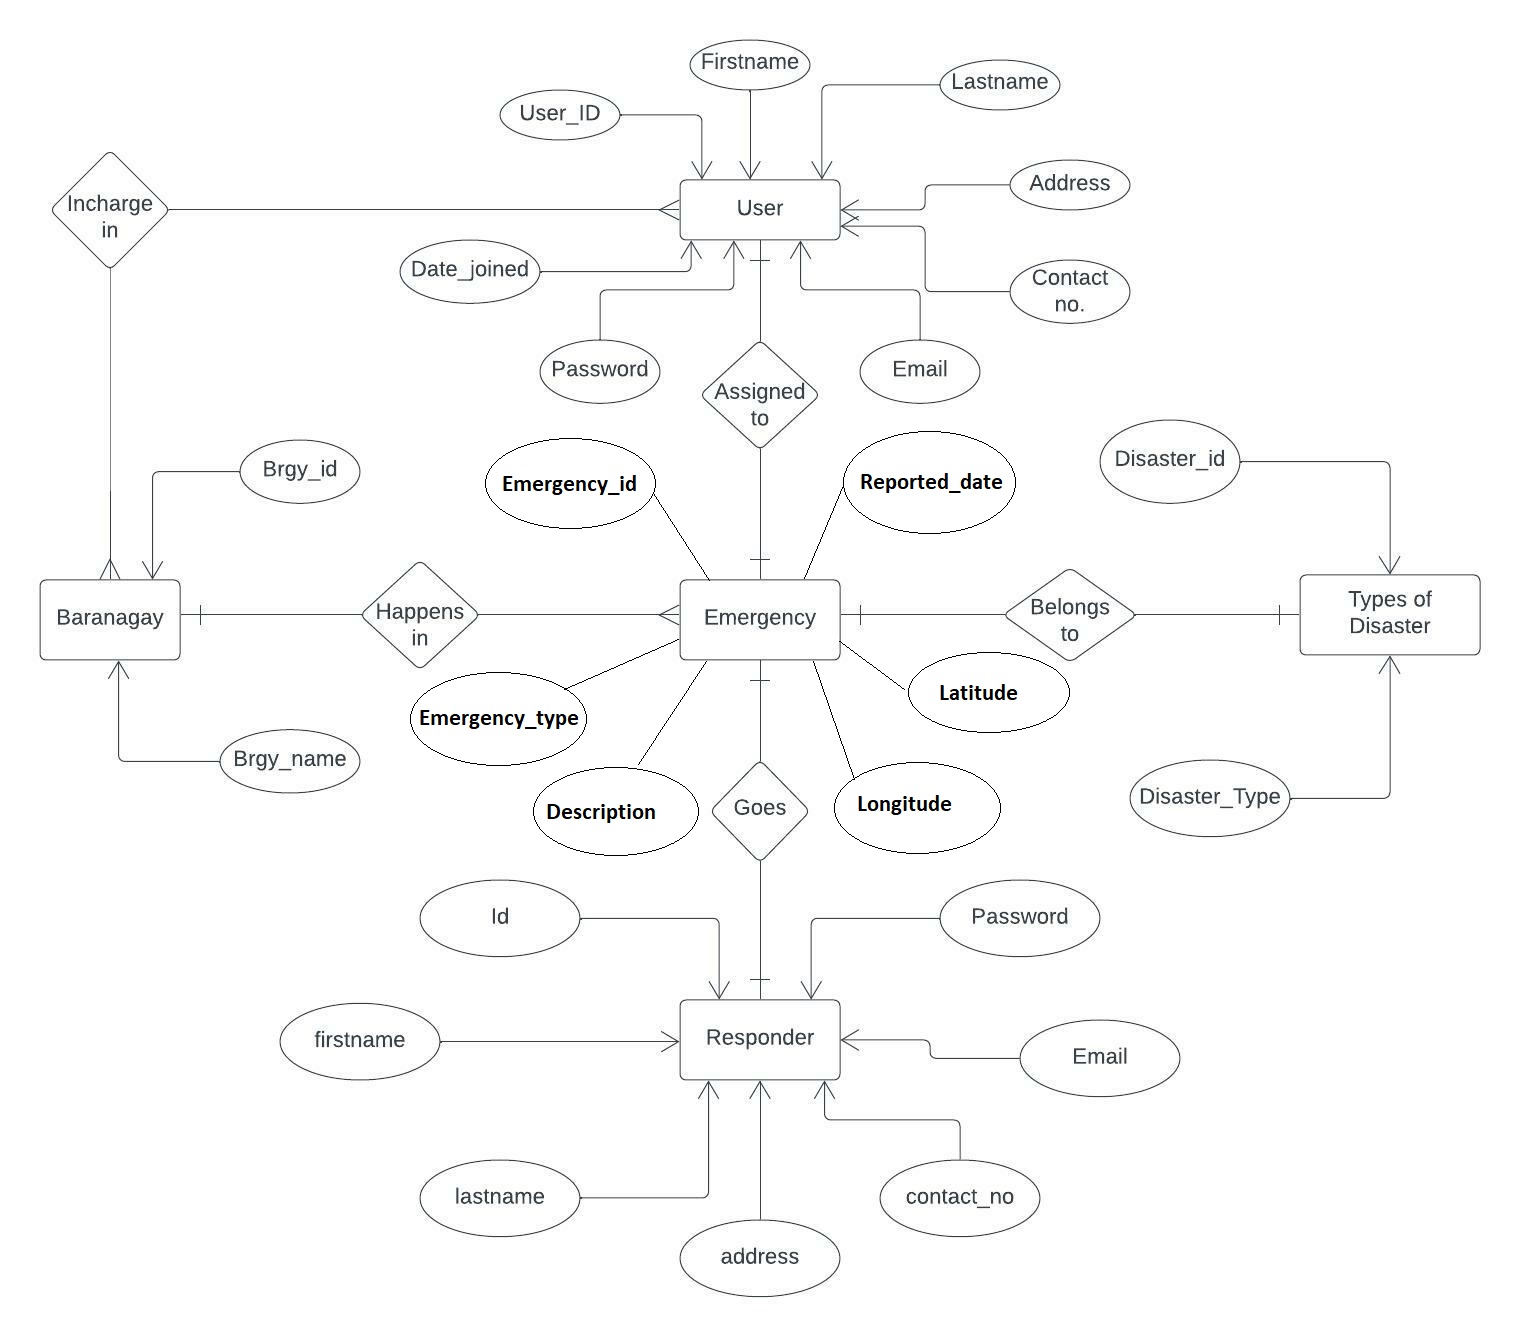 Firstname
Lastname
User_ID
Address
Incharge
in
User
Date_joined
Contact
no.
Password
Email
Assigned
to
Brgy_id
Emergency_id
Reported_date
Disaster_id
Baranagay
Happens
in
Emergency
Belongs
to
Types of
Disaster
Emergency_type
Latitude
Brgy_name
Description
Goes
Longitude
Disaster_Type
Id
Password
firstname
Responder
Email
lastname
contact_no
address